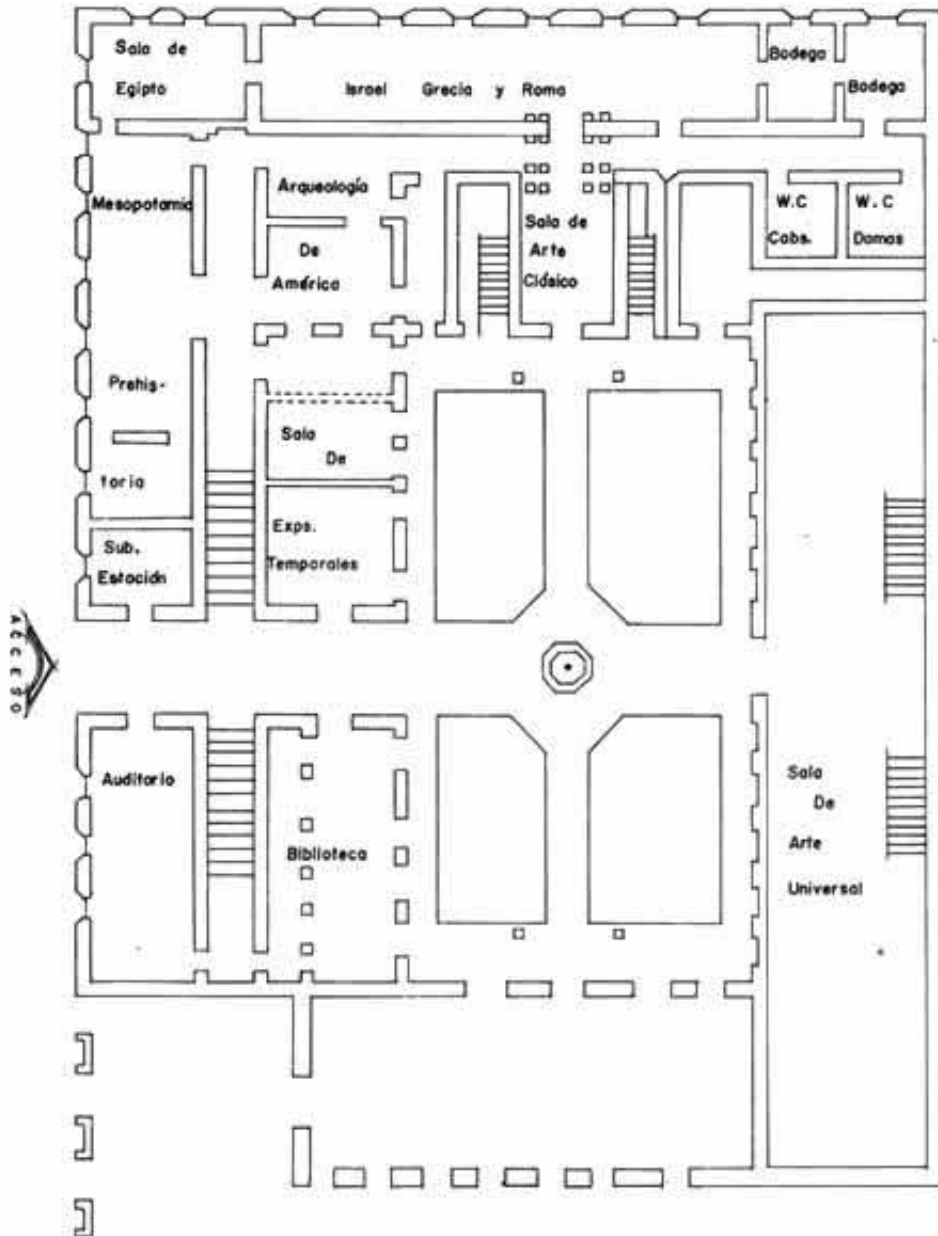 Sala de
Egipto
Israel Grecia y Roma
Bodega
Bodega
Mesopotamia
Arqueología
De
América
Sala de
Arte
Clásico
W.C
Cabs.
W.C
Damas
Prehis-
toria
Sala
De
Exps.
Temporales
Sub.
Estación
ACCESO
Auditorio
Biblioteca
Sala
De
Arte
Universal